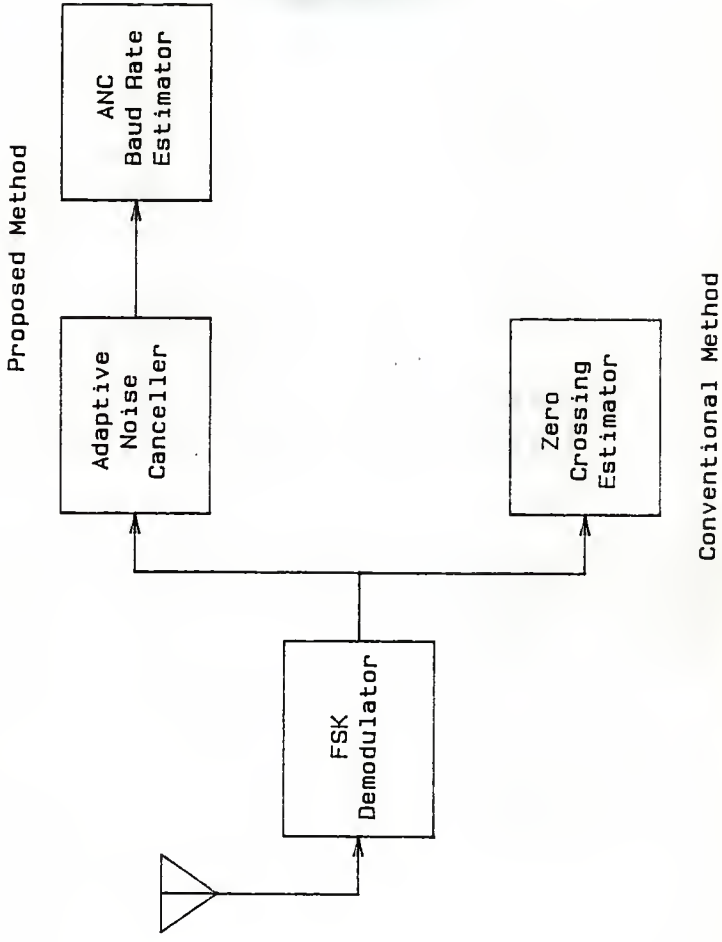 Proposed Method
Adaptive
Noise
Canceller
ANC
Baud Rate
Estimator
FSK
Demodulator
Zero
Crossing
Estimator
Conventional Method